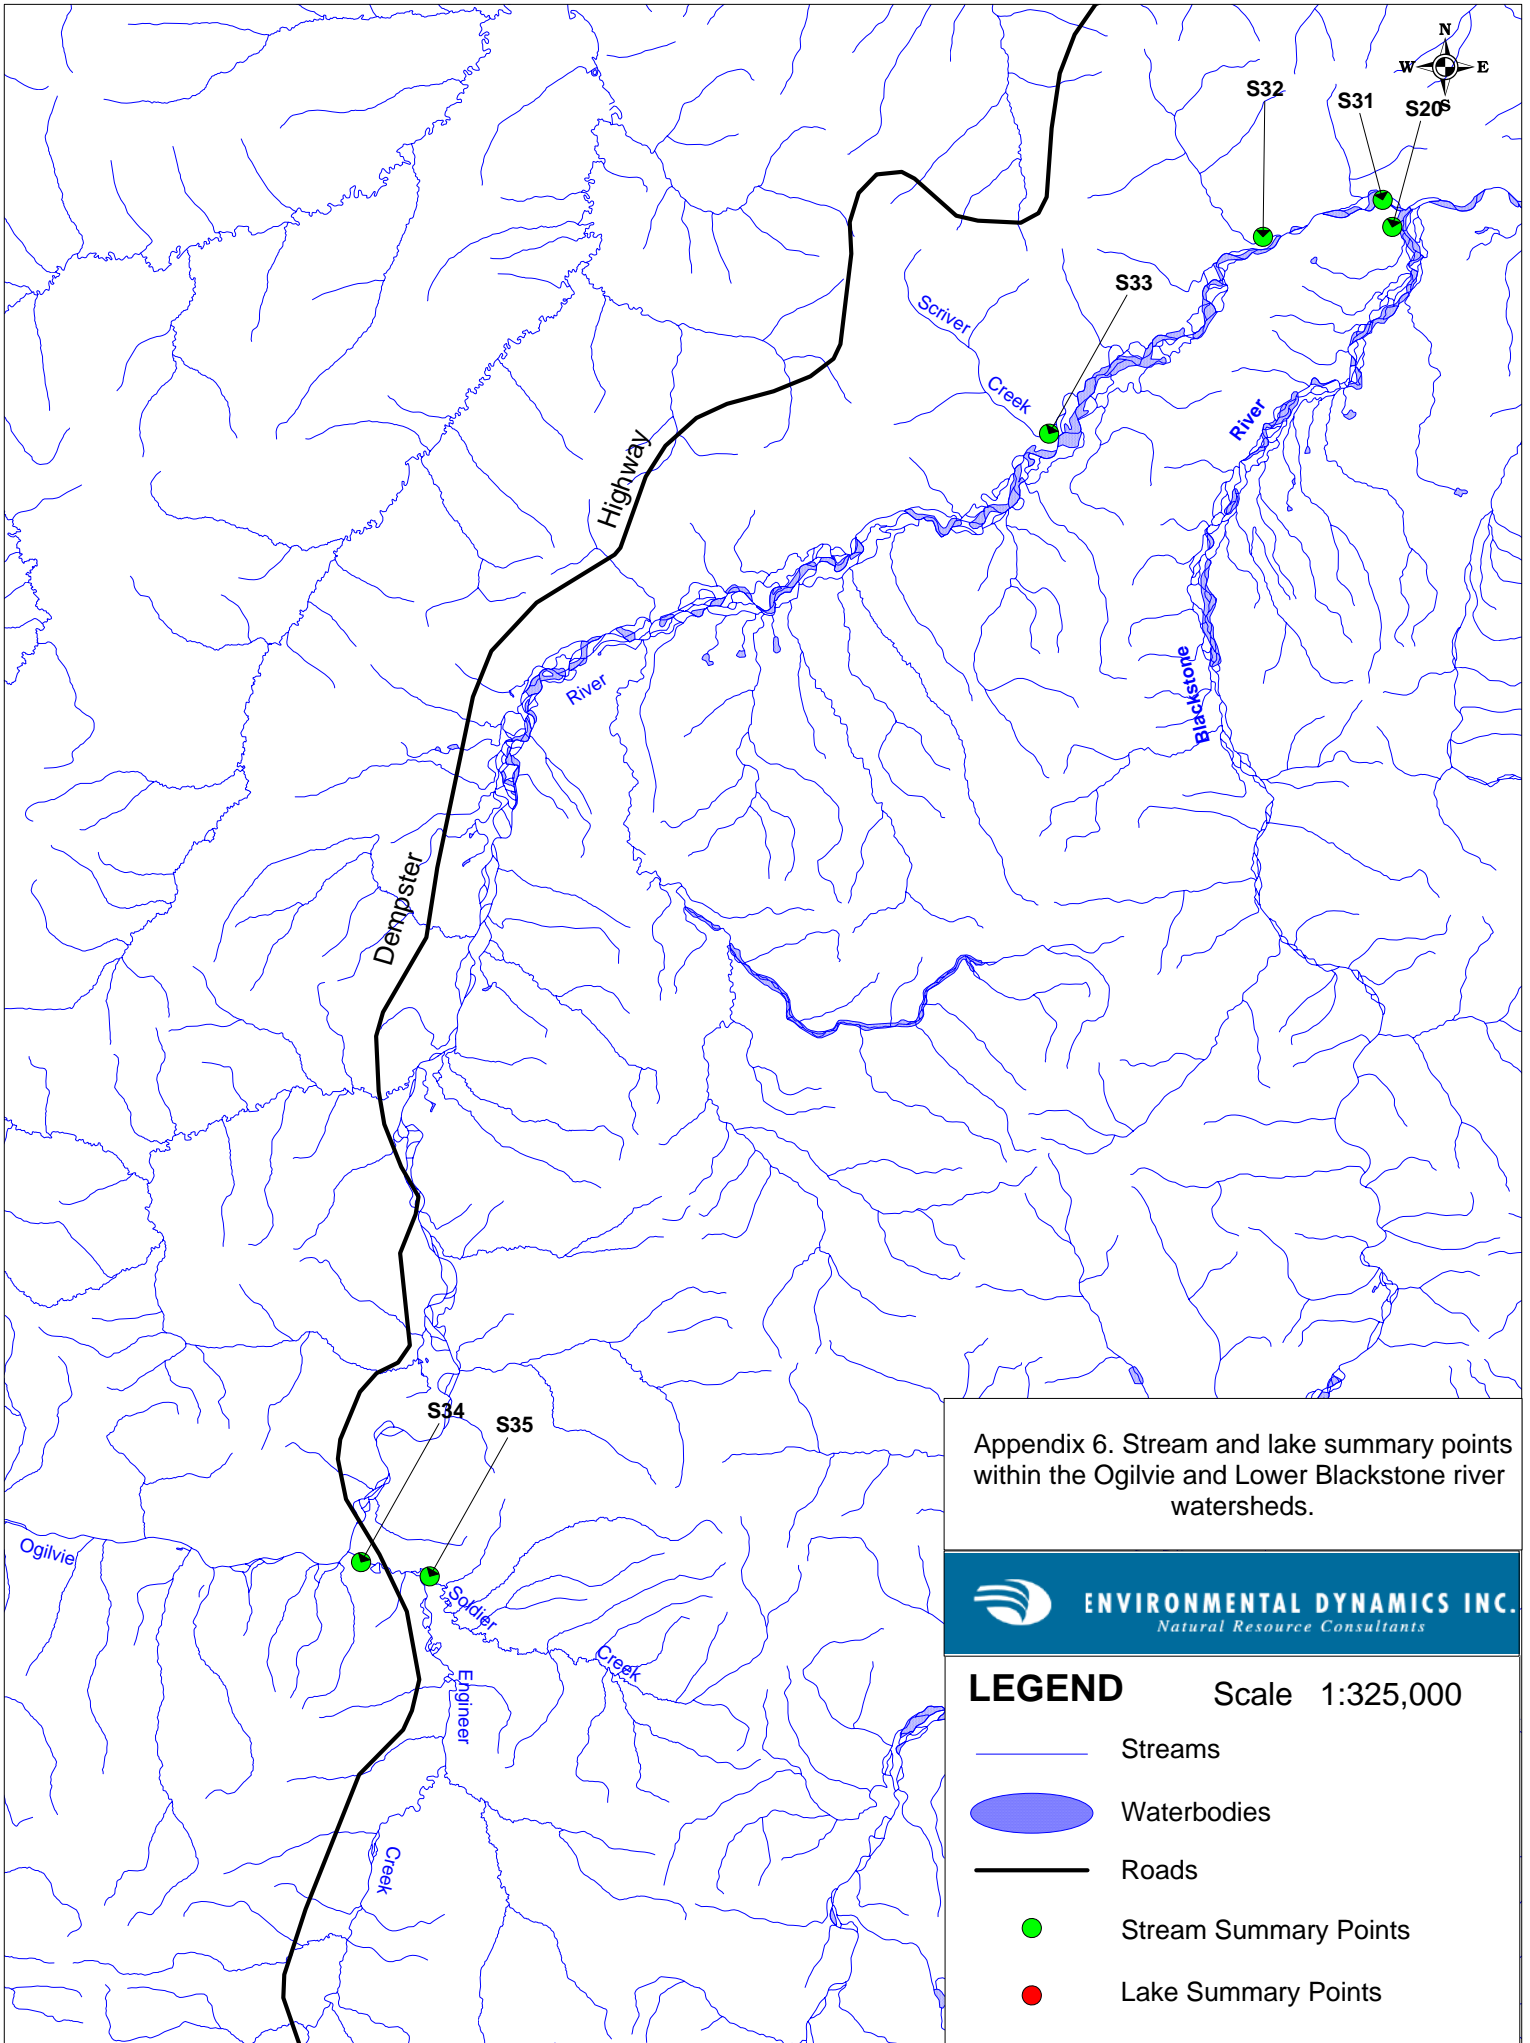 N
W E
S
S32
S31
S20
S33
Scriver
Creek
River
Highway
River
Blackstone
Dempster
S34
S35
Ogilvie
Soldier
Creek
Engineer
Creek
Appendix 6. Stream and lake summary points
within the Ogilvie and Lower Blackstone river
watersheds.
ENVIRONMENTAL DYNAMICS INC.
Natural Resource Consultants
LEGEND Scale 1:325,000
Streams
Waterbodies
Roads
Stream Summary Points
Lake Summary Points